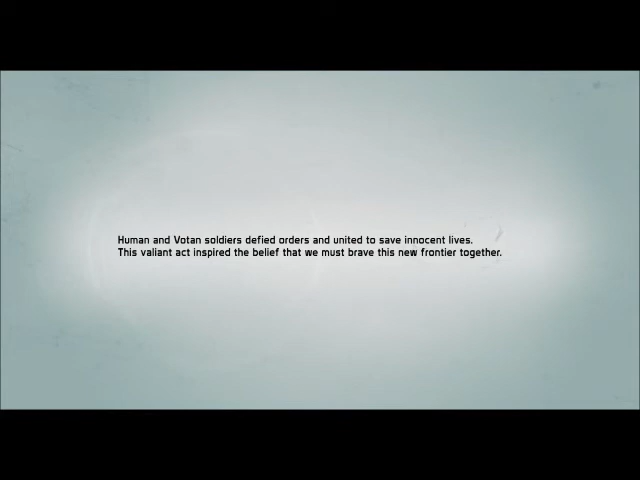 Human and Votan soldiers defied orders and united to save innocent lives.
This valiant act inspired the belief that we must brave this new frontier together.